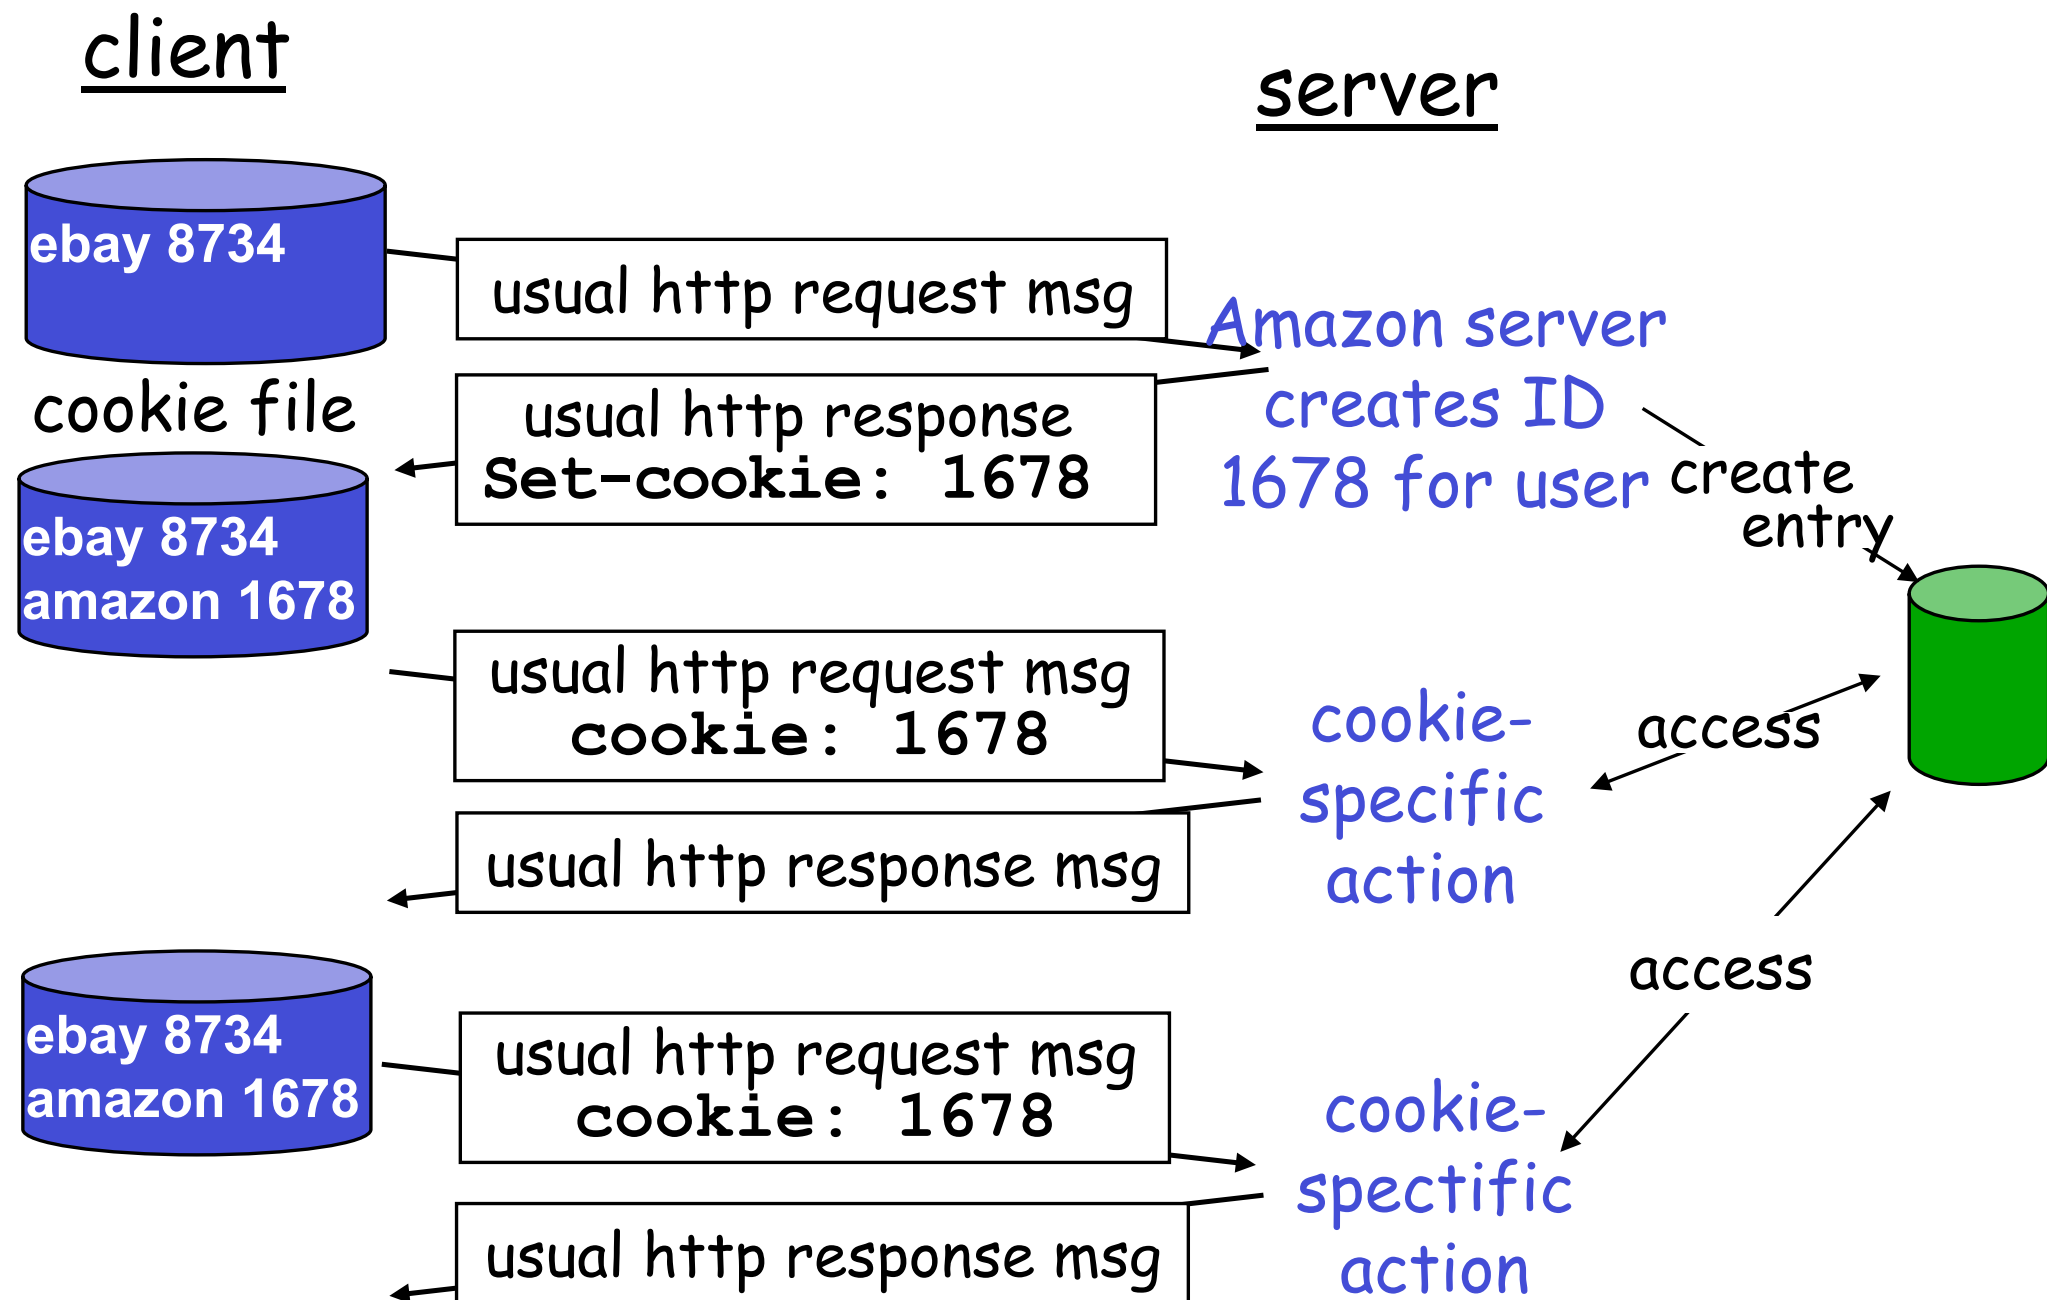 client
server
ebay 8734
usual http request msg
Amazon server
creates ID
1678 for user
cookie file
usual http response
Set-cookie: 1678
create
entry
ebay 8734
amazon 1678
usual http request msg
cookie: 1678
cookie-
specific
action
access
usual http response msg
access
ebay 8734
amazon 1678
usual http request msg
cookie: 1678
cookie-
spectific
action
usual http response msg